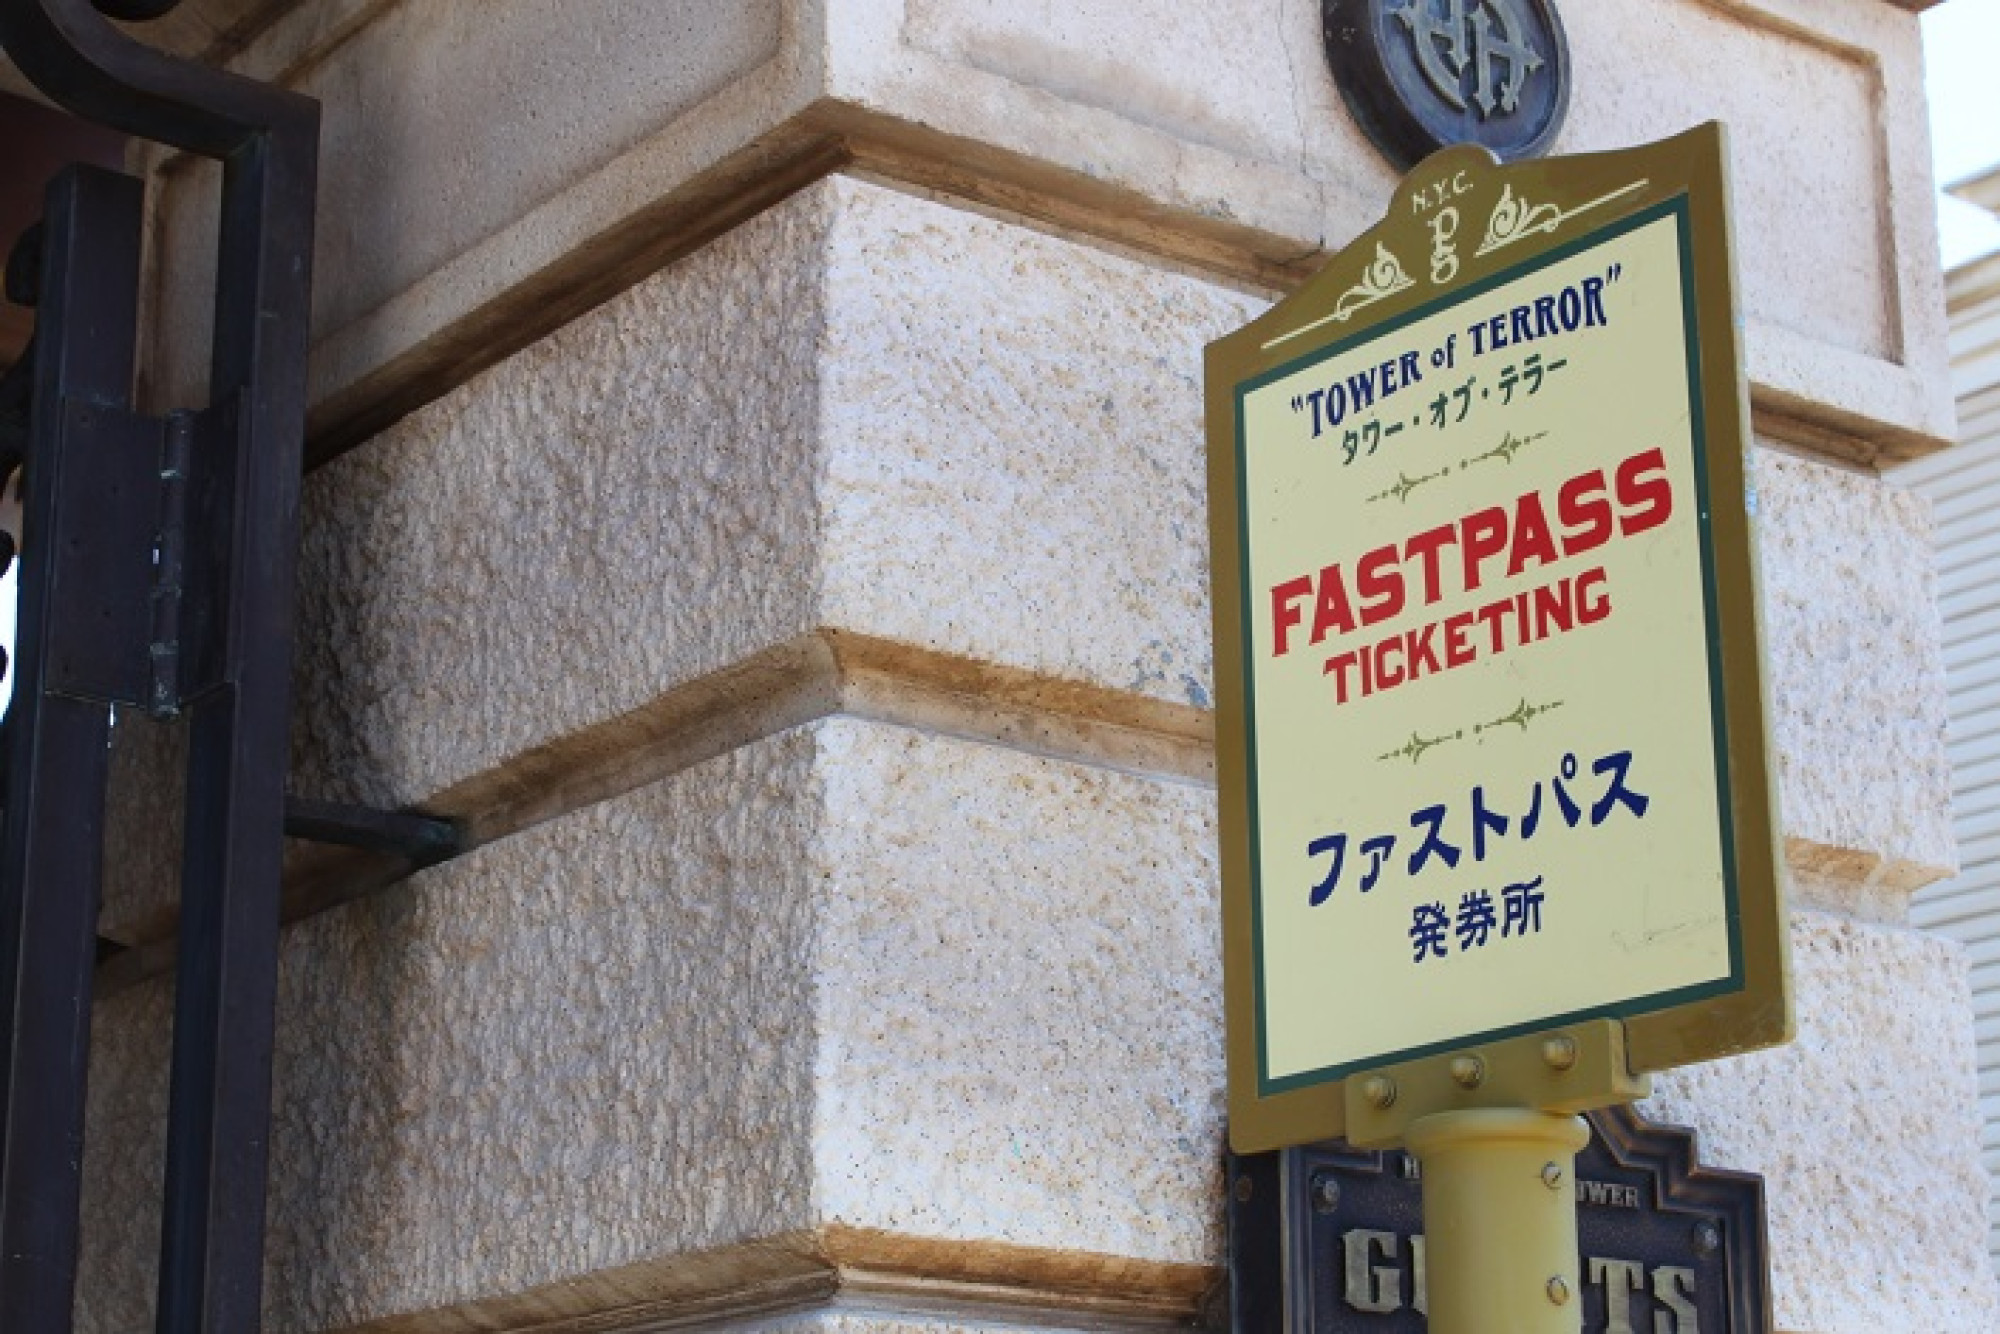 N.Y.C.
P
"TOWER of TERROR"
タワー・オブ・テラー
FASTPASS
TICKETING
ファストパス
発券所